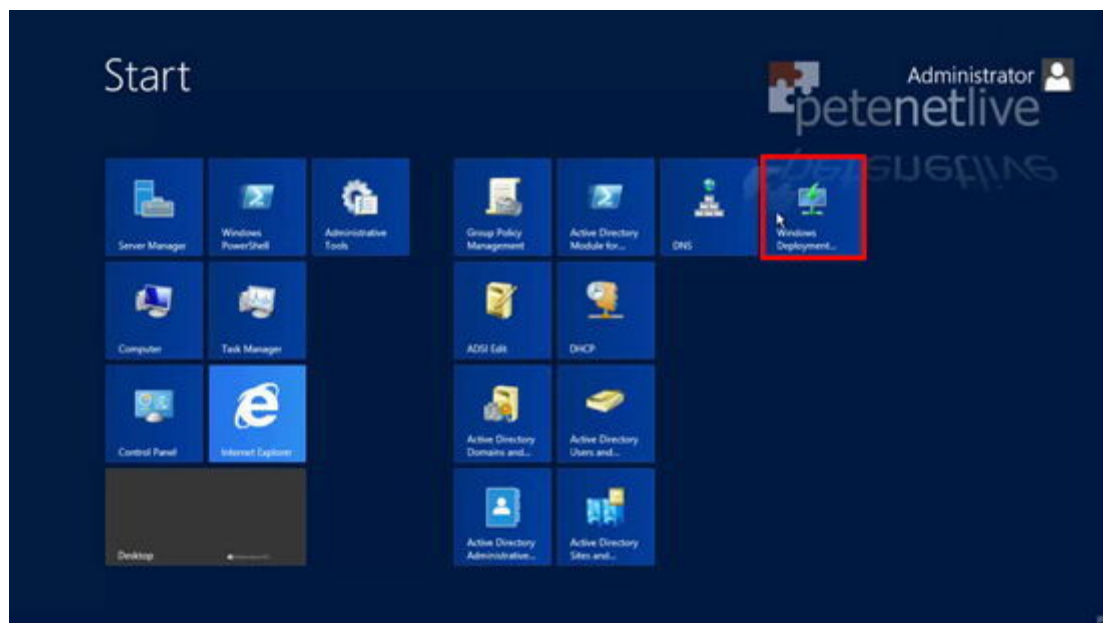 Start
Administrator
petenetlive
petenetlive
Server Manager
Windows
PowerShell
Administrative
Tools
Group Policy
Management
Active Directory
Module for...
DNS
Windows
Deployment...
Computer
Task Manager
ADSI Edit
DHCP
Control Panel
Internet Explorer
Active Directory
Domains and...
Active Directory
Users and...
Desktop
Active Directory
Administrative...
Active Directory
Sites and...